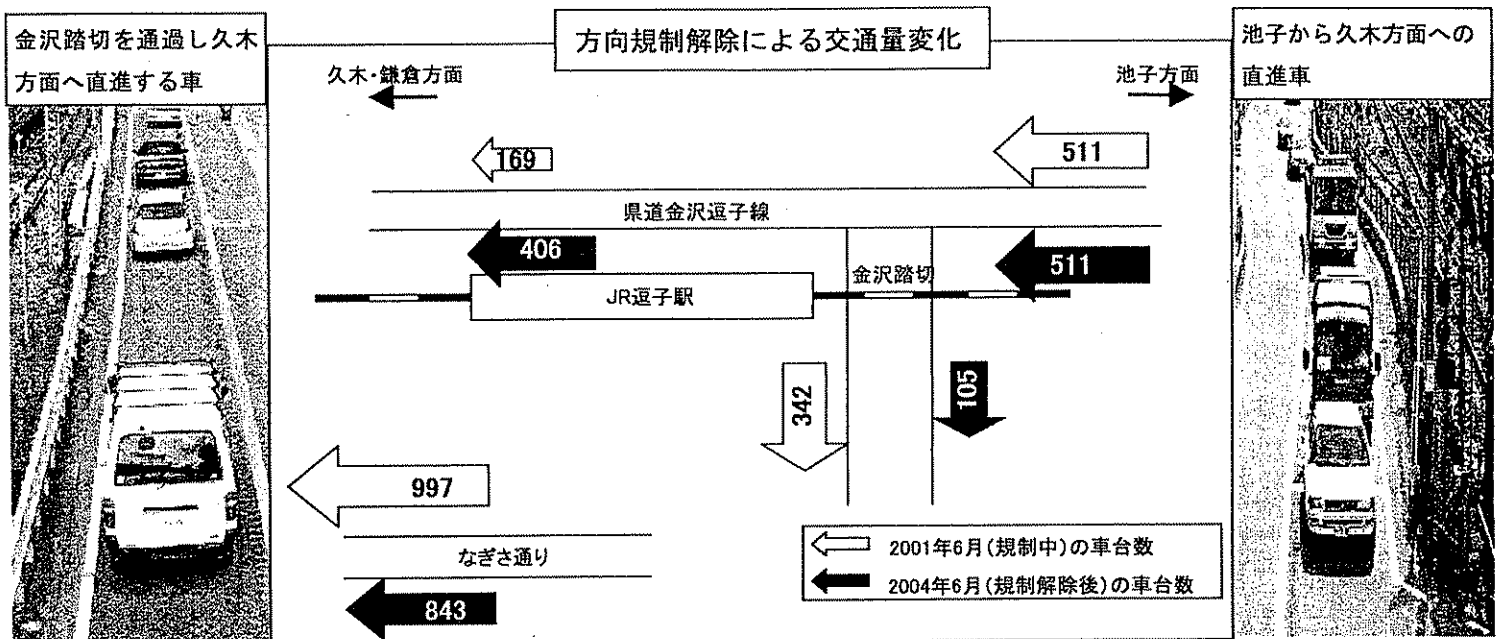 金沢踏切を通過し久木
方面へ直進する車
方向規制解除による交通量変化
池子から久木方面への
直進車
久木・鎌倉方面
池子方面
169
511
県道金沢逗子線
406
511
金沢踏切
JR逗子駅
342
105
997
なぎさ通り
843
2001年6月(規制中)の車台数
2004年6月(規制解除後)の車台数